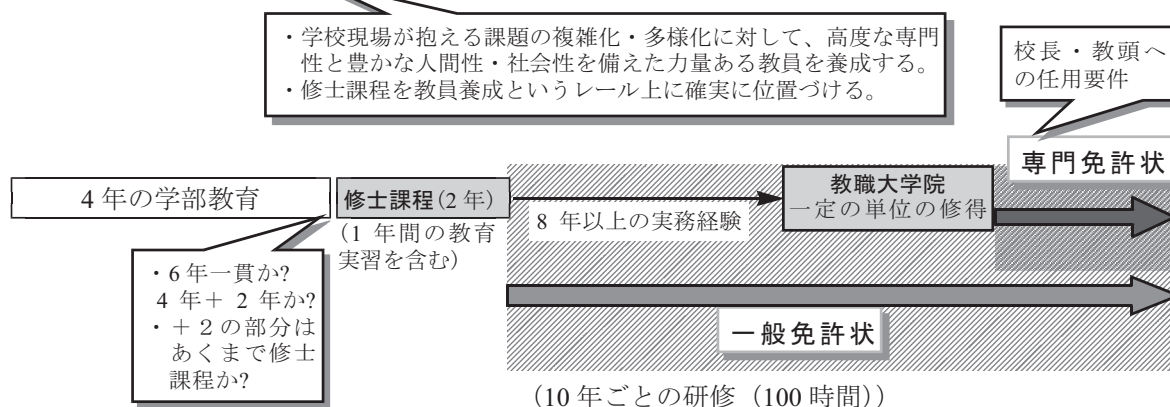 ・学校現場が抱える課題の複雑化・多様化に対して、高度な専門
性と豊かな人間性・社会性を備えた力量ある教員を養成する。
・修士課程を教員養成というレール上に確実に位置づける。
校長・教頭へ
の任用要件
専門免許状
4年の学部教育
修士課程(2年)
(1年間の教育
実習を含む)
8年以上の実務経験
教職大学院
一定の単位の修得
・6年一貫か?
4年+2年か?
・+2の部分は
あくまで修士
課程か?
一般免許状
(10年ごとの研修(100時間))